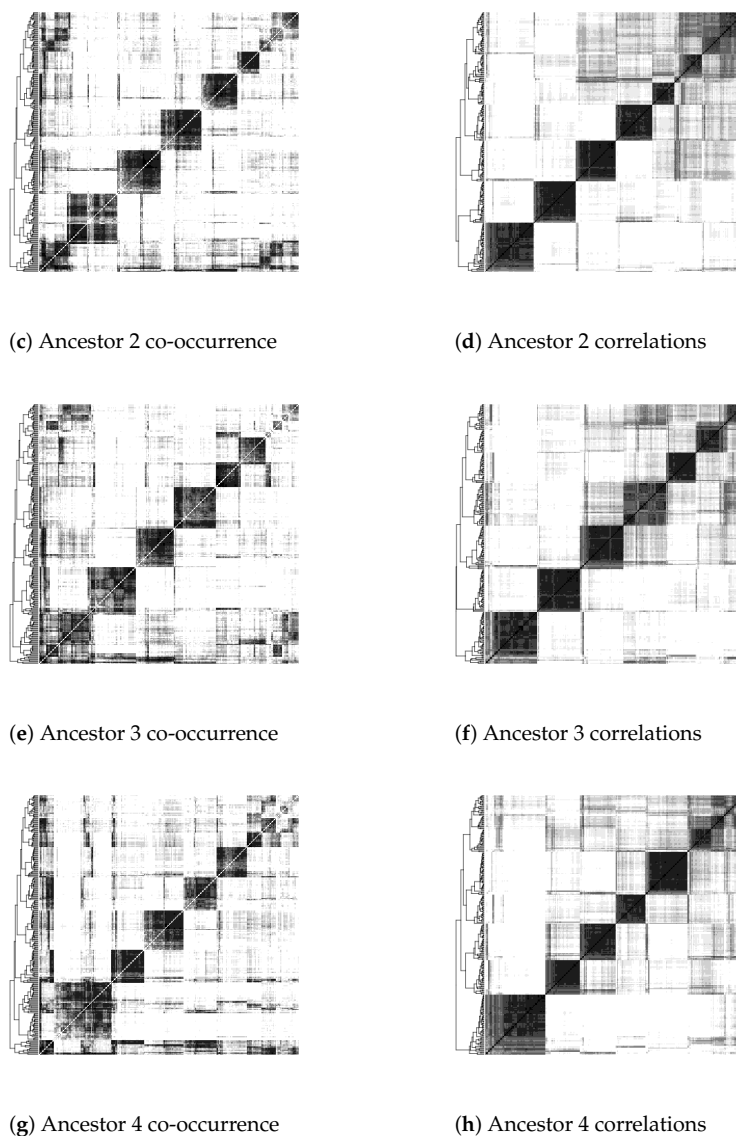 (c) Ancestor 2 co-occurrence
(d) Ancestor 2 correlations
(e) Ancestor 3 co-occurrence
(f) Ancestor 3 correlations
(g) Ancestor 4 co-occurrence
(h) Ancestor 4 correlations